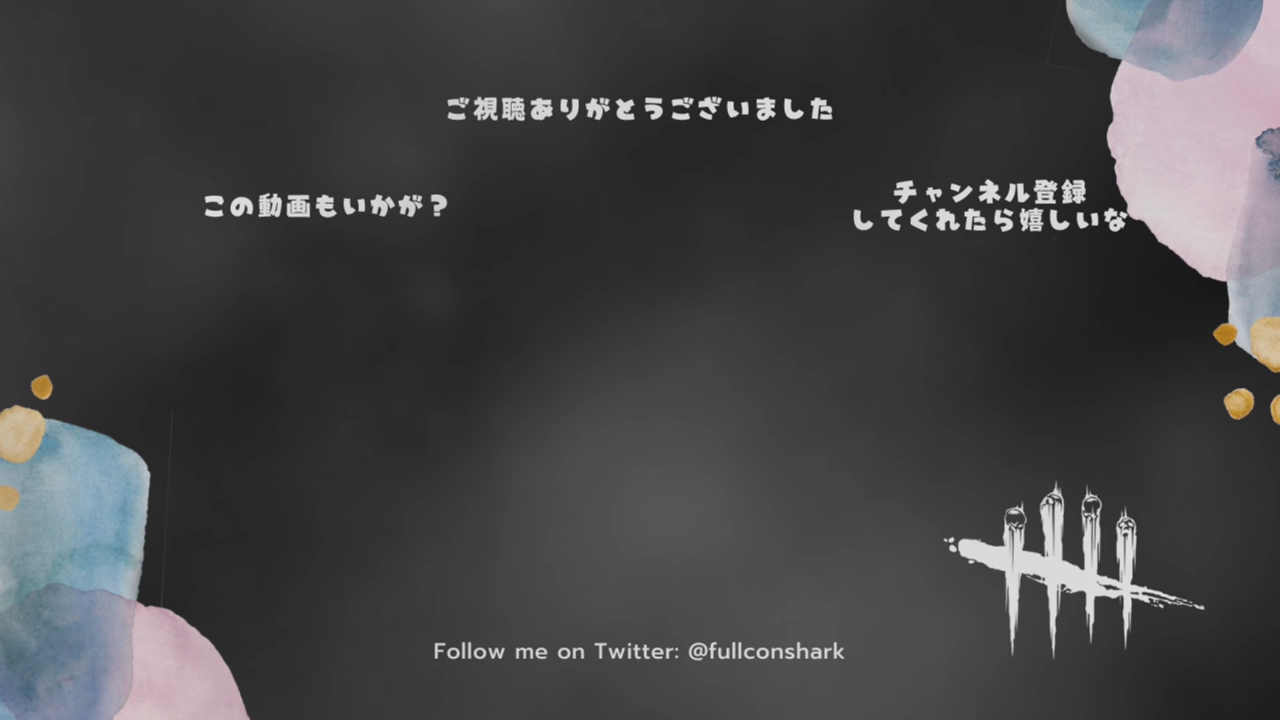 ご視聴ありがとうございました
この動画もいかが？
チャンネル登録
してくれたら嬉しいな
Follow me on Twitter: @fullconshark